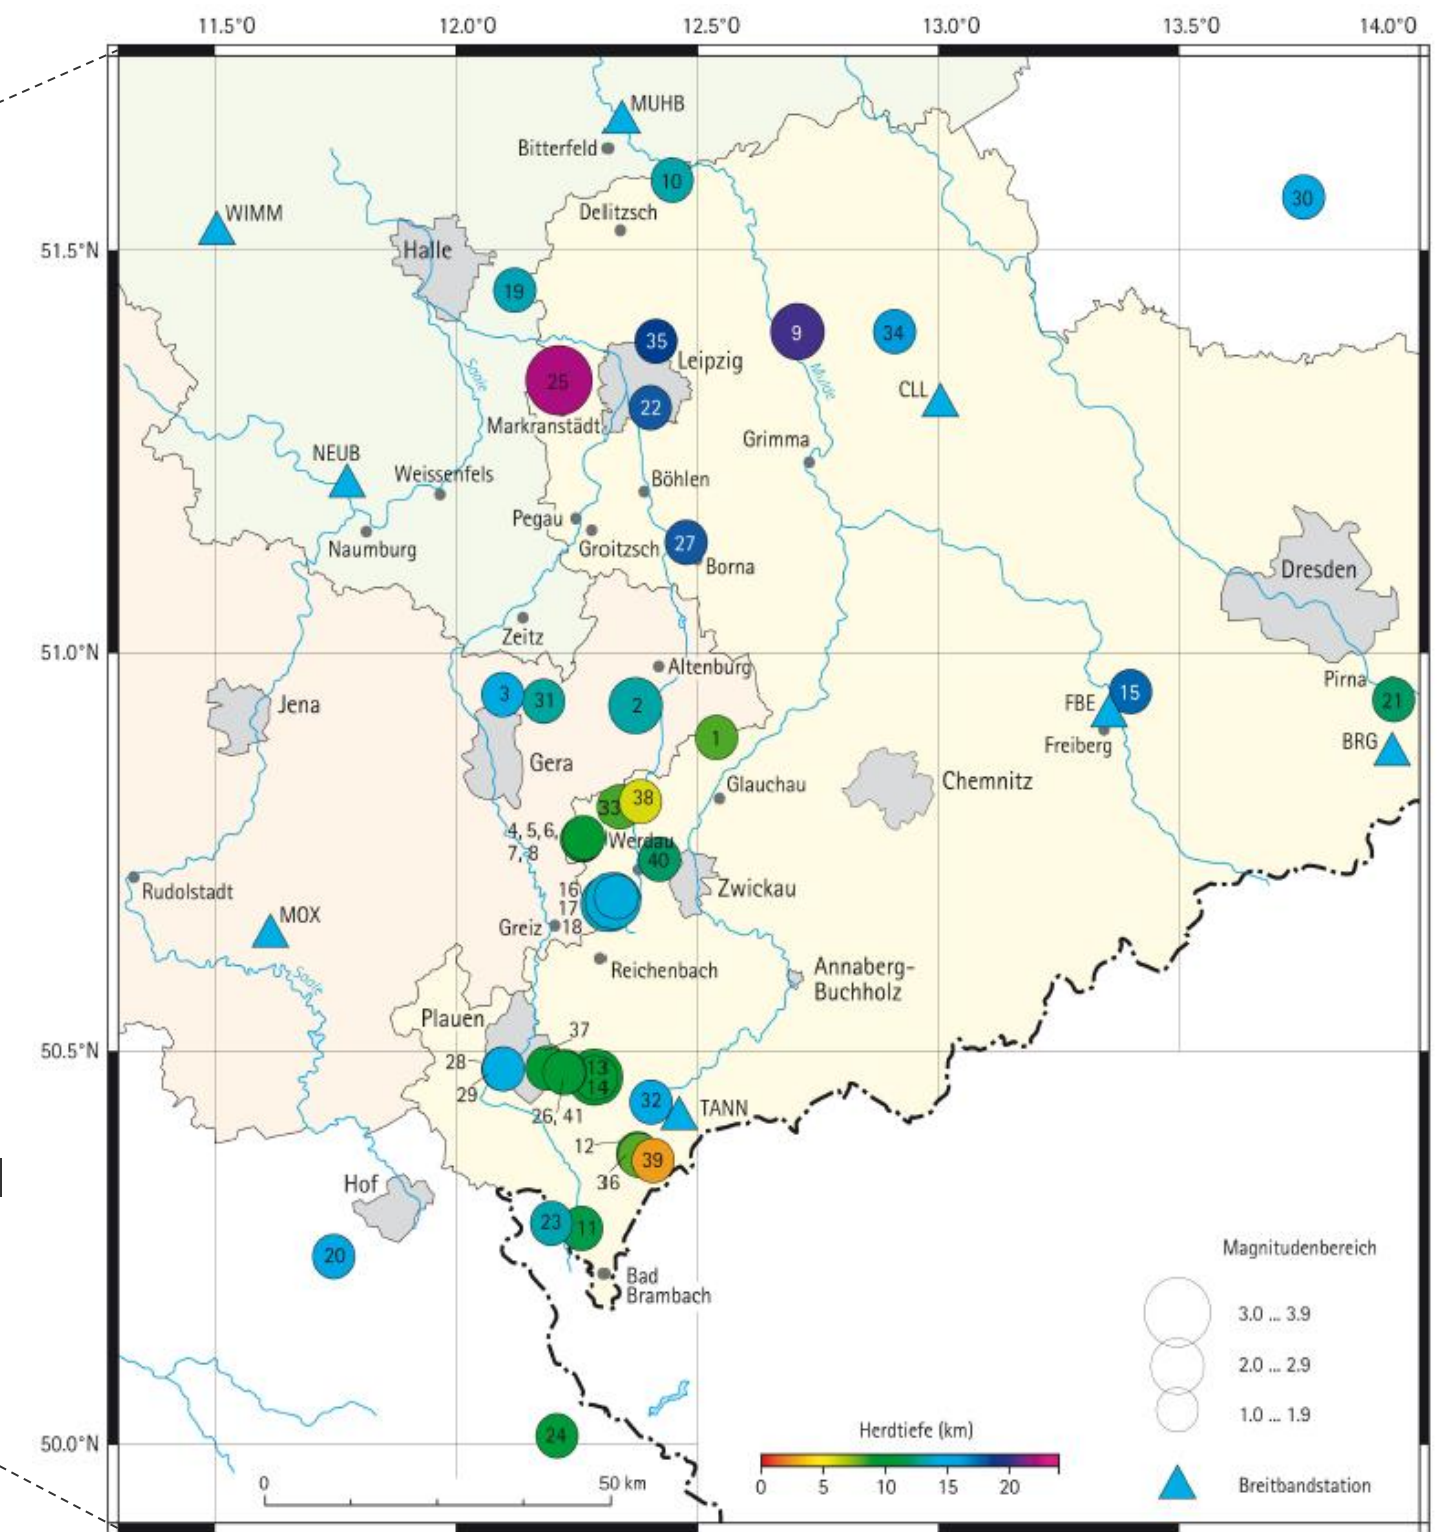 11.5°O 12.0°O 12.5°O 13.0°O 13.5°O 14.0°O
MUHB
Bitterfeld
10
Delitzsch
30
WIMM
51.5°N
Halle
19
35
9
34
Leipzig
25
Saale
Mulde
CLL
22
Markranstädt
Grimma
NEUB
Weissenfels
Böhlen
Pegau
Groitzsch
27
Naumburg
Borna
Dresden
Zeitz
51.0°N
Altenburg
Pirna
3
31
2
15
21
Jena
FBE
1
Freiberg
BRG
Gera
Glauchau
Chemnitz
33
38
4, 5, 6,
7, 8
Werdau
40
Rudolstadt
16
17
18
Zwickau
MOX
Greiz
Reichenbach
Annaberg-
Buchholz
Saale
Plauen
37
50.5°N
28
29
13
14
26, 41
32
TANN
12
39
36
Hof
23
11
20
Bad
Brambach
Magnitudenbereich
3.0 ... 3.9
2.0 ... 2.9
1.0 ... 1.9
24
50.0°N
Herdtiefe (km)
0 5 10 15 20
0 50 km
Breitbandstation